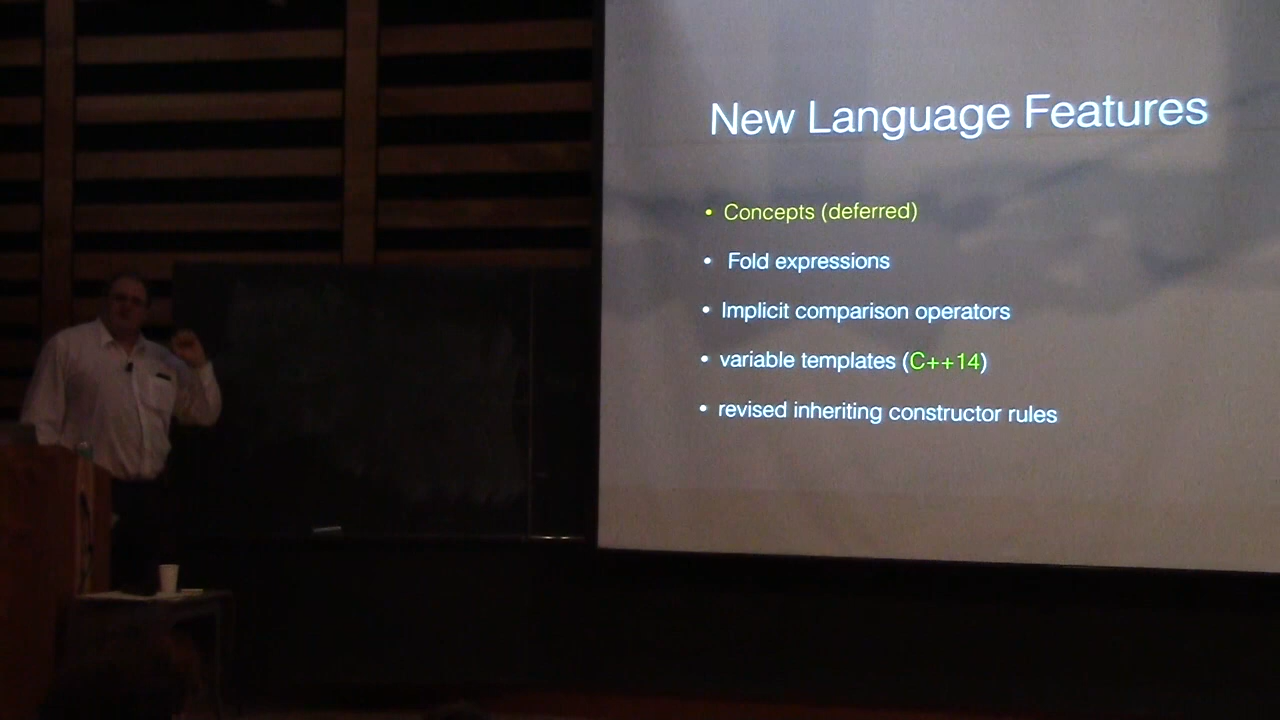 New Language Features
• Concepts (deferred)
• Fold expressions
• Implicit comparison operators
• variable templates (C++14)
• revised inheriting constructor rules